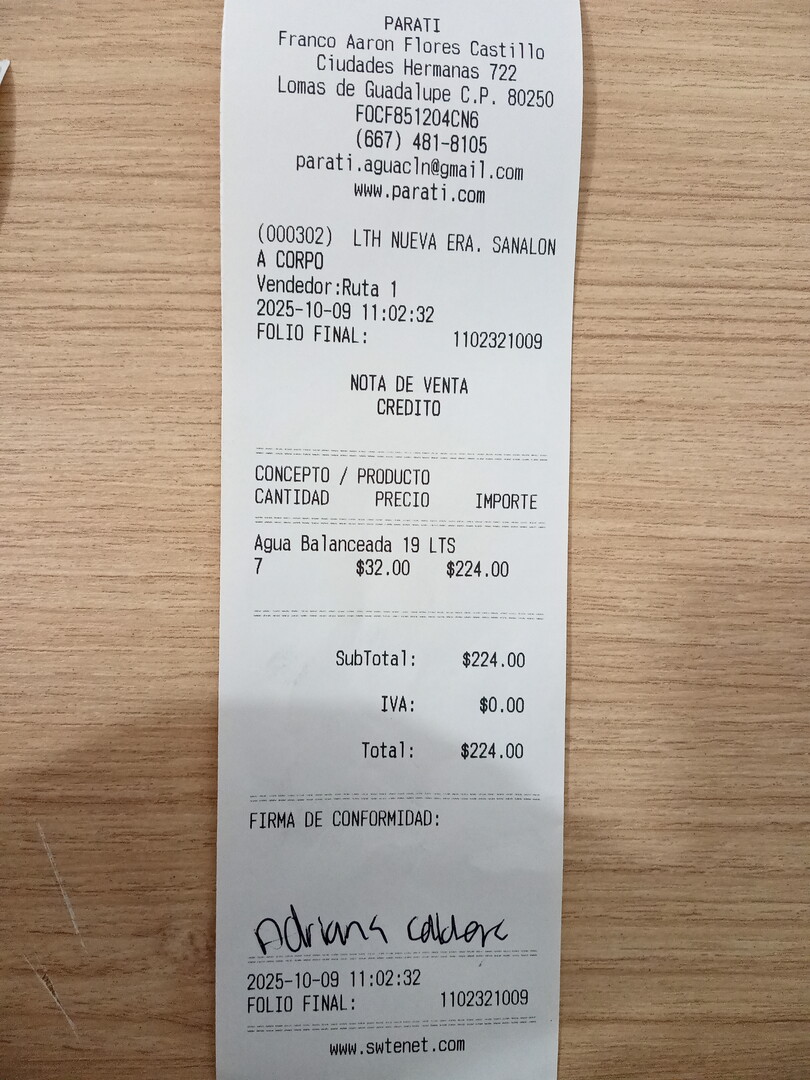 PARATI
Franco Aaron Flores Castillo
Ciudades Hermanas 722
Lomas de Guadalupe C.P. 80250
FOCF851204CN6
(667) 481-8105
parati.aguacln@gmail.com
www.parati.com
(000302) LTH NUEVA ERA. SANALON
A CORPO
Vendedor:Ruta 1
2025-10-09 11:02:32
FOLIO FINAL: 1102321009
NOTA DE VENTA
CREDITO
CONCEPTO / PRODUCTO
CANTIDAD PRECIO IMPORTE
Agua Balanceada 19 LTS
7 $32.00 $224.00
SubTotal: $224.00
IVA: $0.00
Total: $224.00
FIRMA DE CONFORMIDAD:
Adriana
2025-10-09 11:02:32
FOLIO FINAL: 1102321009
www.swtenet.com